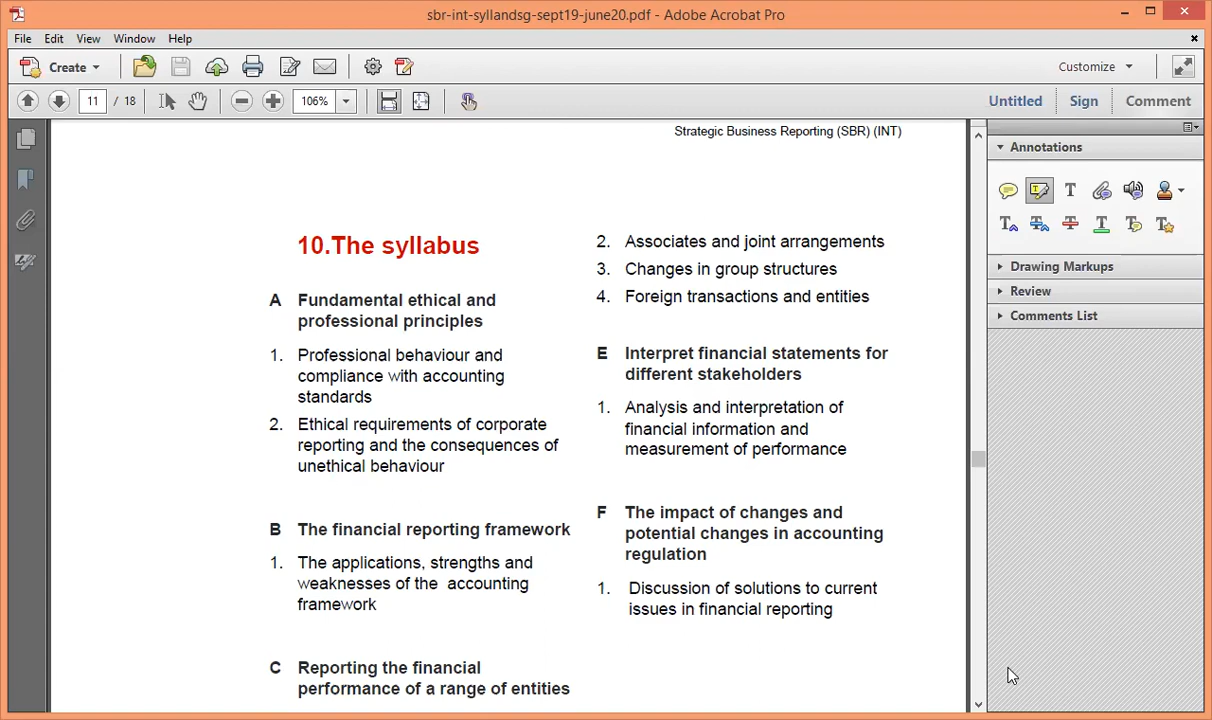 sbr-int-syllandsg-sept19-june20.pdf - Adobe Acrobat Pro
File Edit View Window Help
Create
Customize
11 / 18
106%
Untitled Sign Comment
Strategic Business Reporting (SBR) (INT)
10.The syllabus
A Fundamental ethical and
professional principles
1. Professional behaviour and
compliance with accounting
standards
2. Ethical requirements of corporate
reporting and the consequences of
unethical behaviour
B The financial reporting framework
1. The applications, strengths and
weaknesses of the accounting
framework
C Reporting the financial
performance of a range of entities
2. Associates and joint arrangements
3. Changes in group structures
4. Foreign transactions and entities
E Interpret financial statements for
different stakeholders
1. Analysis and interpretation of
financial information and
measurement of performance
F The impact of changes and
potential changes in accounting
regulation
1. Discussion of solutions to current
issues in financial reporting
Annotations
Drawing Markups
Review
Comments List